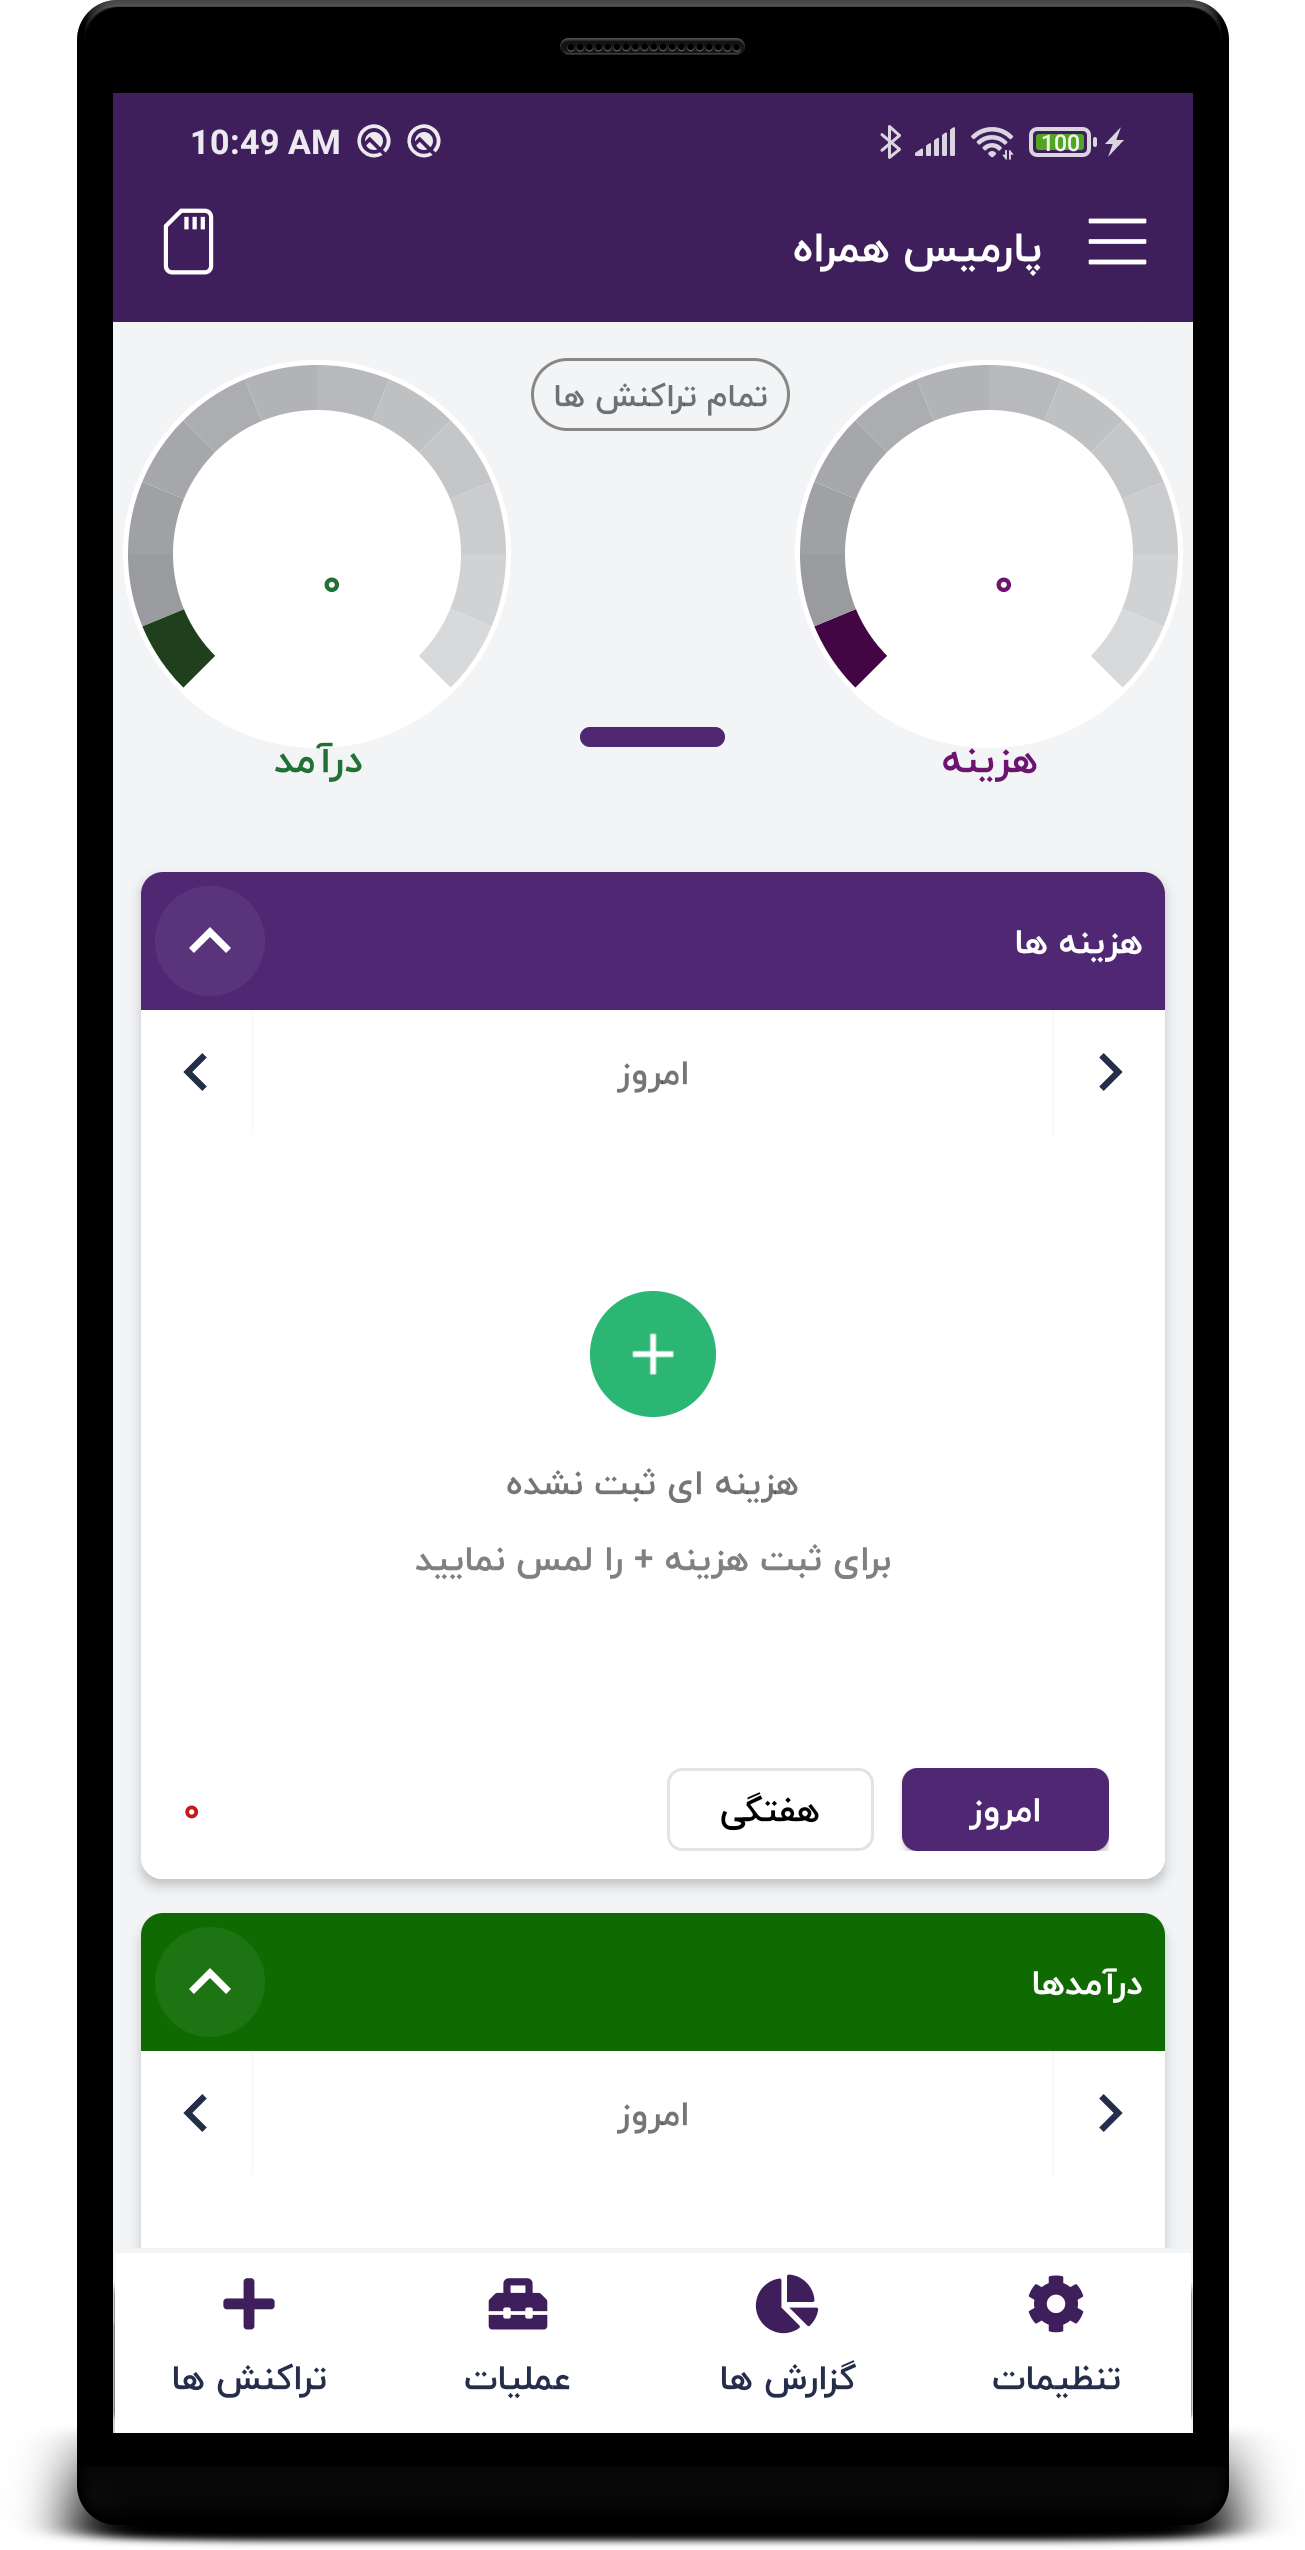 10:49 AM
100
پارمیس همراه
تمام تراکنش ها
۰
۰
هزینه
درآمد
هزینه ها
امروز
هزینه ای ثبت نشده
برای ثبت هزینه + را لمس نمایید
امروز
هفتگی
۰
درآمدها
امروز
تنظیمات
گزارش ها
عملیات
تراکنش ها